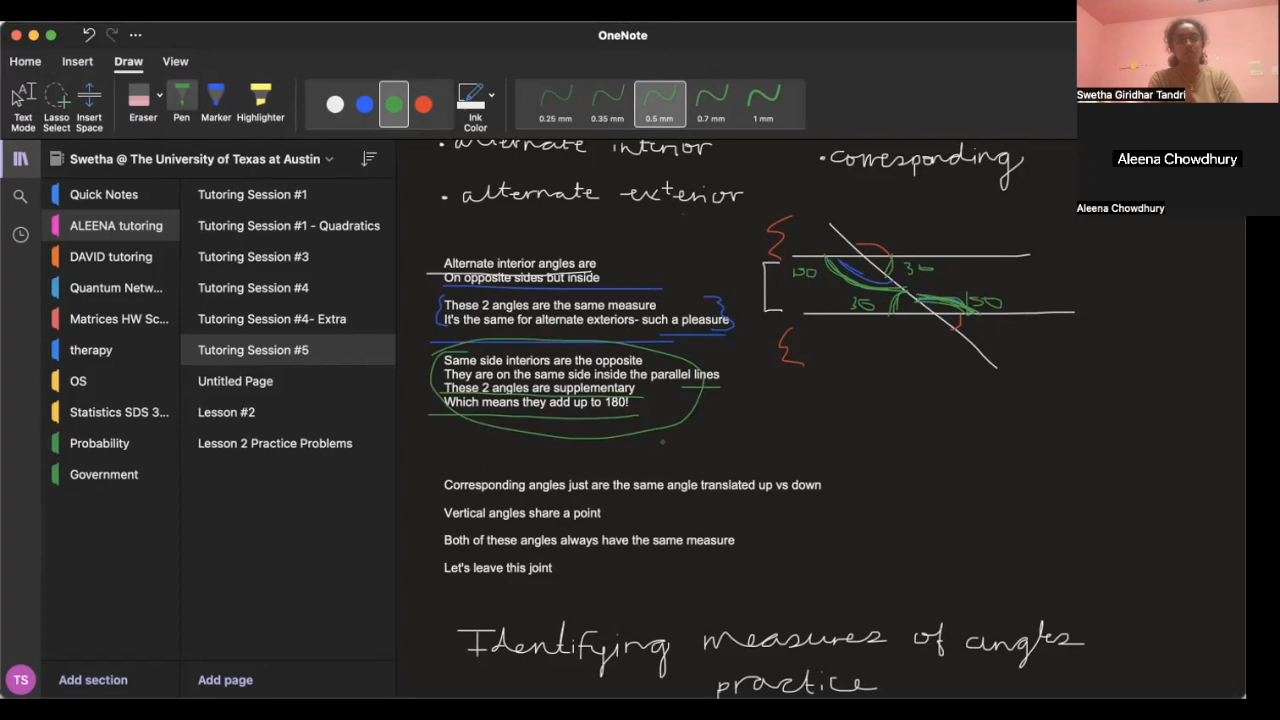 OneNote
Home Insert Draw View
Text Mode
Lasso Select
Insert Space
Eraser
Pen
Marker
Highlighter
Ink Color
0.25 mm
0.35 mm
0.5 mm
0.7 mm
1 mm
Swetha Giridhar Tandri
Aleena Chowdhury
Aleena Chowdhury
Swetha @ The University of Texas at Austin
Quick Notes
ALEENA tutoring
DAVID tutoring
Quantum Netw...
Matrices HW Sc...
therapy
OS
Statistics SDS 3...
Probability
Government
Add section
Tutoring Session #1
Tutoring Session #1 - Quadratics
Tutoring Session #3
Tutoring Session #4
Tutoring Session #4- Extra
Tutoring Session #5
Untitled Page
Lesson #2
Lesson 2 Practice Problems
Add page
TS
• alternate interior
• alternate exterior
• corresponding
Alternate interior angles are
On opposite sides but inside
These 2 angles are the same measure
It's the same for alternate exteriors- such a pleasure
Same side interiors are the opposite
They are on the same side inside the parallel lines
These 2 angles are supplementary
Which means they add up to 180!
Corresponding angles just are the same angle translated up vs down
Vertical angles share a point
Both of these angles always have the same measure
Let's leave this joint
30
150
Identifying measures of angles
practice